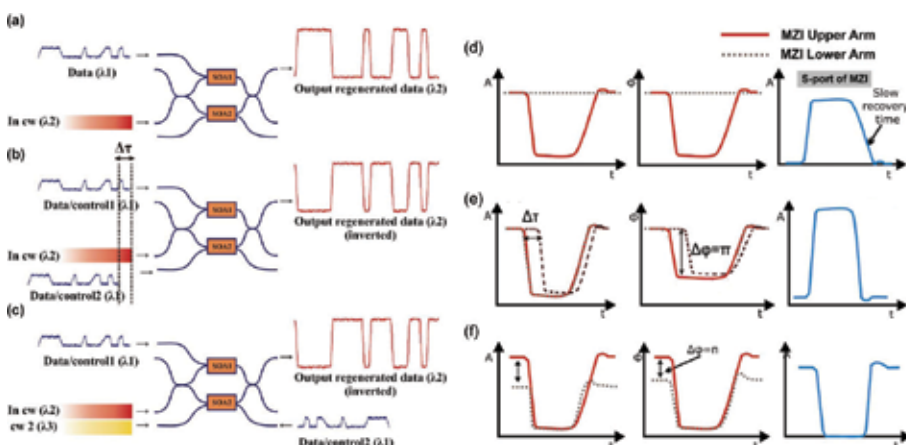 (a)
Data (λ1)
SOA1
SOA2
In cw (λ2)
Output regenerated data (λ2)
(b)
Δτ
Data/control1 (λ1)
SOA1
SOA2
In cw (λ2)
Data/control2 (λ1)
Output regenerated data (λ2)
(inverted)
(c)
Data/control1 (λ1)
SOA1
SOA2
In cw (λ2)
cw 2 (λ3)
Output regenerated data (λ2)
(inverted)
Data/control2 (λ1)
MZI Upper Arm
MZI Lower Arm
(d)
A
t
Φ
t
S-port of MZI
A
Slow
recovery
time
t
(e)
A
Δτ
t
Φ
Δφ=π
t
A
t
(f)
A
Φ
Δφ=π
A